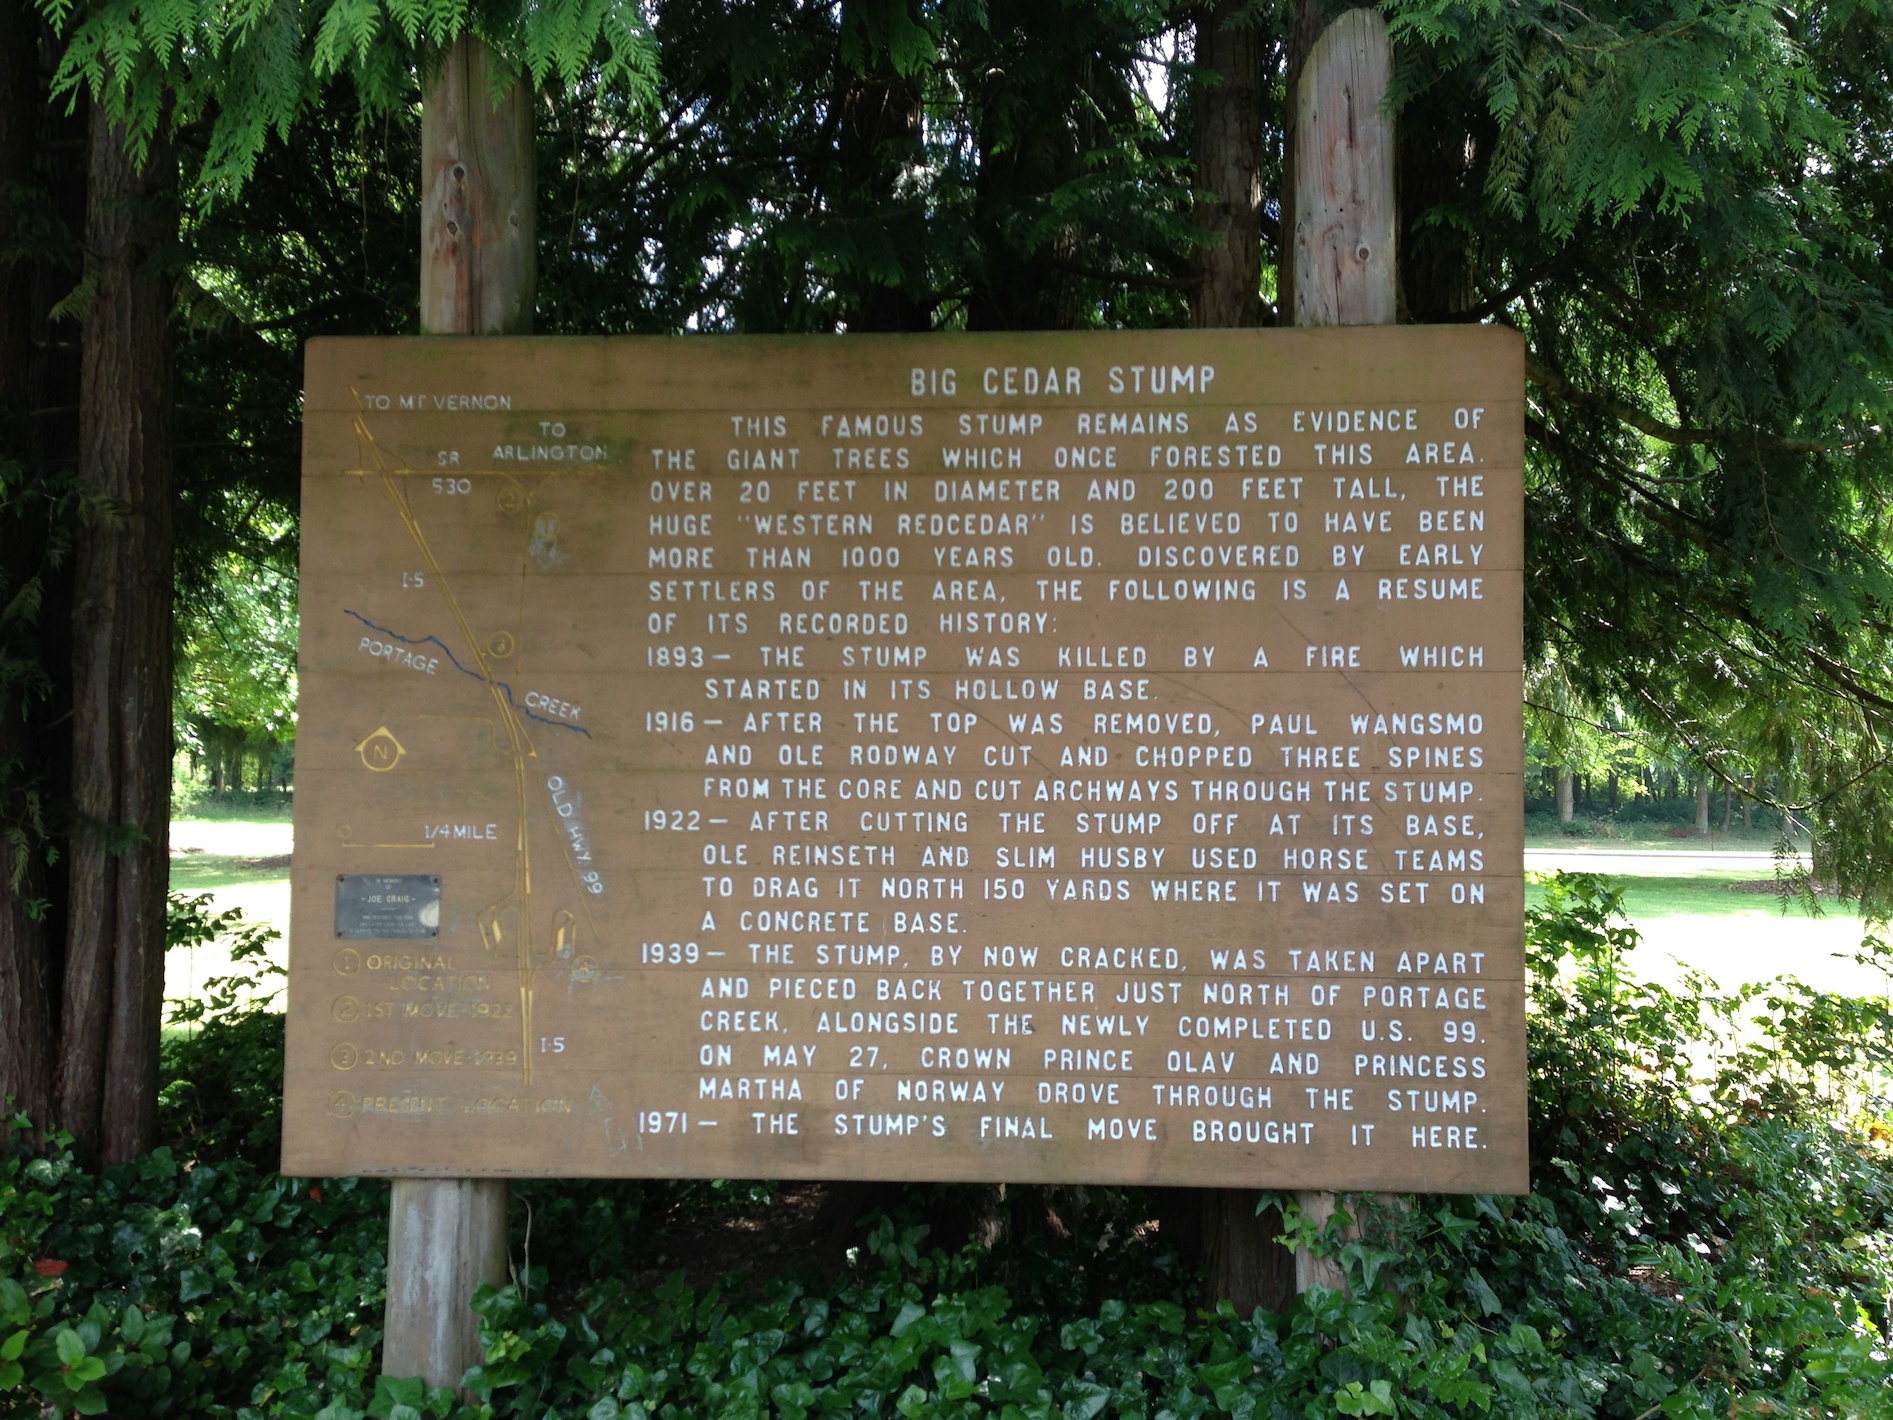 BIG CEDAR STUMP
THIS FAMOUS STUMP REMAINS AS EVIDENCE OF
THE GIANT TREES WHICH ONCE FORESTED THIS AREA.
OVER 20 FEET IN DIAMETER AND 200 FEET TALL, THE
HUGE "WESTERN REDCEDAR" IS BELIEVED TO HAVE BEEN
MORE THAN 1000 YEARS OLD. DISCOVERED BY EARLY
SETTLERS OF THE AREA, THE FOLLOWING IS A RESUME
OF ITS RECORDED HISTORY:
1893— THE STUMP WAS KILLED BY A FIRE WHICH
STARTED IN ITS HOLLOW BASE.
1916— AFTER THE TOP WAS REMOVED, PAUL WANGSMO
AND OLE RODWAY CUT AND CHOPPED THREE SPINES
FROM THE CORE AND CUT ARCHWAYS THROUGH THE STUMP.
1922— AFTER CUTTING THE STUMP OFF AT ITS BASE,
OLE REINSETH AND SLIM HUSBY USED HORSE TEAMS
TO DRAG IT NORTH 150 YARDS WHERE IT WAS SET ON
A CONCRETE BASE.
1939— THE STUMP, BY NOW CRACKED, WAS TAKEN APART
AND PIECED BACK TOGETHER JUST NORTH OF PORTAGE
CREEK, ALONGSIDE THE NEWLY COMPLETED U.S. 99.
ON MAY 27, CROWN PRINCE OLAV AND PRINCESS
MARTHA OF NORWAY DROVE THROUGH THE STUMP.
1971— THE STUMP'S FINAL MOVE BROUGHT IT HERE.
TO MT VERNON
TO
ARLINGTON
SR
530
I-5
PORTAGE
CREEK
N
OLD HWY. 99
0 1/4 MILE
IN MEMORY
OF
- JOE CRAIG -
1 ORIGINAL
LOCATION
2 1ST MOVE-1922
3 2ND MOVE-1939
4 PRESENT LOCATION
I-5